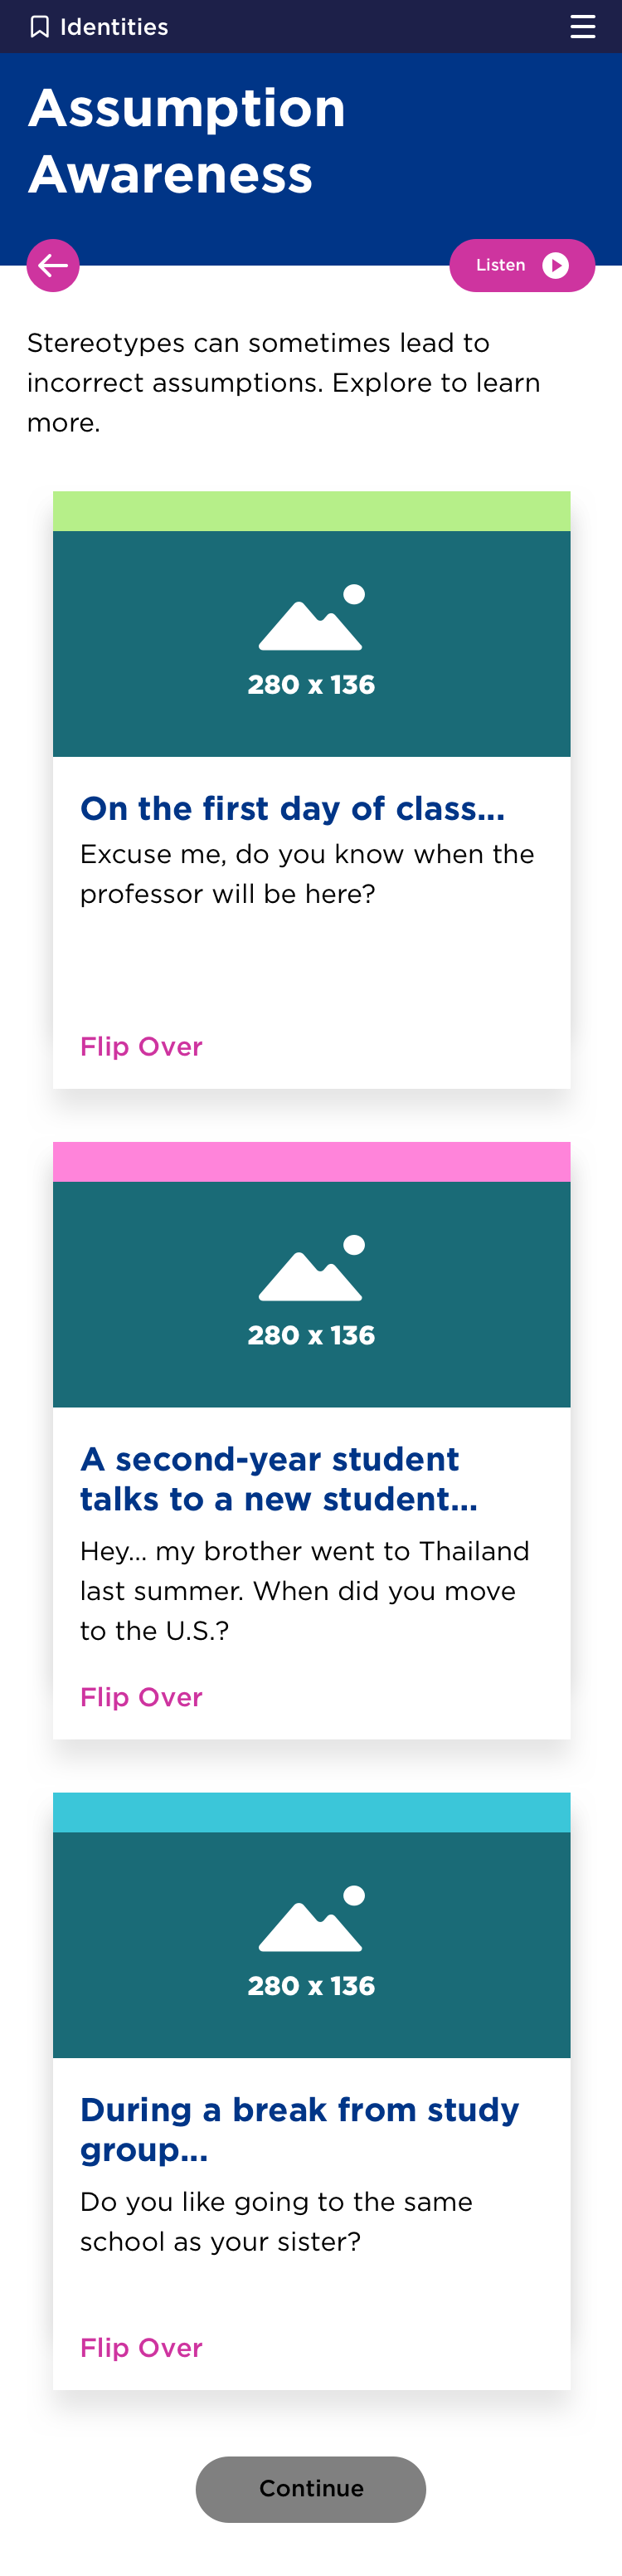 Identities
Assumption
Awareness
Listen
Stereotypes can sometimes lead to
incorrect assumptions. Explore to learn
more.
280 x 136
On the first day of class...
Excuse me, do you know when the
professor will be here?
Flip Over
280 x 136
A second-year student
talks to a new student...
Hey... my brother went to Thailand
last summer. When did you move
to the U.S.?
Flip Over
280 x 136
During a break from study
group...
Do you like going to the same
school as your sister?
Flip Over
Continue